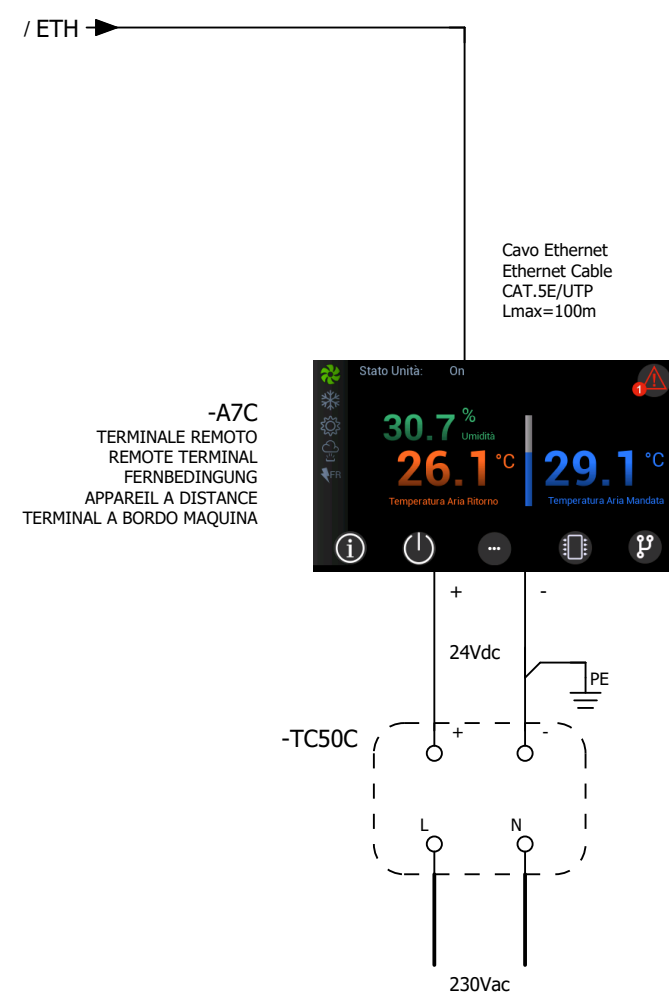 / ETH
Cavo Ethernet
Ethernet Cable
CAT.5E/UTP
Lmax=100m
-A7C
TERMINALE REMOTO
REMOTE TERMINAL
FERNBEDINGUNG
APPAREIL A DISTANCE
TERMINAL A BORDO MAQUINA
Stato Unità: On
1
30.7 %
Umidità
FR
26.1 °C
29.1 °C
Temperatura Aria Ritorno
Temperatura Aria Mandata
+ -
24Vdc
PE
-TC50C
+ -
L N
230Vac